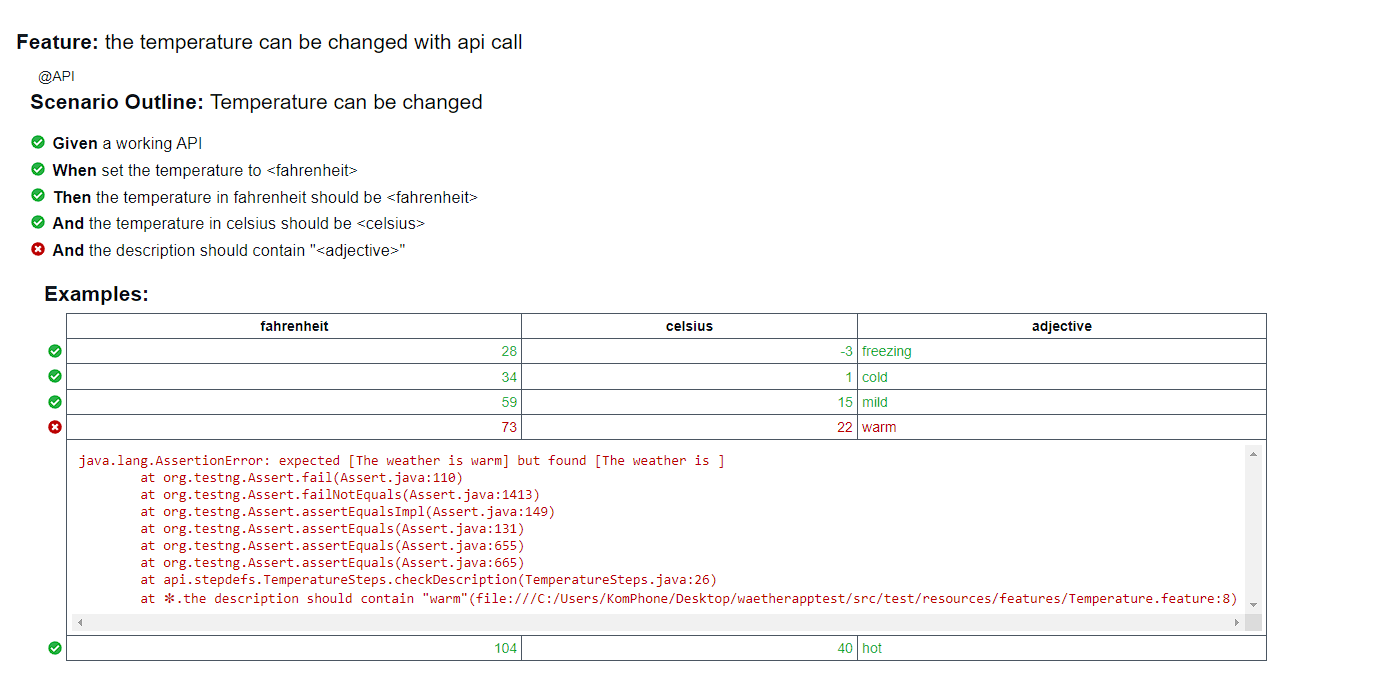 Feature: the temperature can be changed with api call
@API
Scenario Outline: Temperature can be changed
Given a working API
When set the temperature to <fahrenheit>
Then the temperature in fahrenheit should be <fahrenheit>
And the temperature in celsius should be <celsius>
And the description should contain "<adjective>"
Examples:
fahrenheit celsius adjective
28 -3 freezing
34 1 cold
59 15 mild
73 22 warm
java.lang.AssertionError: expected [The weather is warm] but found [The weather is ]
at org.testng.Assert.fail(Assert.java:110)
at org.testng.Assert.failNotEquals(Assert.java:1413)
at org.testng.Assert.assertEqualsImpl(Assert.java:149)
at org.testng.Assert.assertEquals(Assert.java:131)
at org.testng.Assert.assertEquals(Assert.java:655)
at org.testng.Assert.assertEquals(Assert.java:665)
at api.stepdefs.TemperatureSteps.checkDescription(TemperatureSteps.java:26)
at ✽.the description should contain "warm"(file:///C:/Users/KomPhone/Desktop/waetherapptest/src/test/resources/features/Temperature.feature:8)
104 40 hot